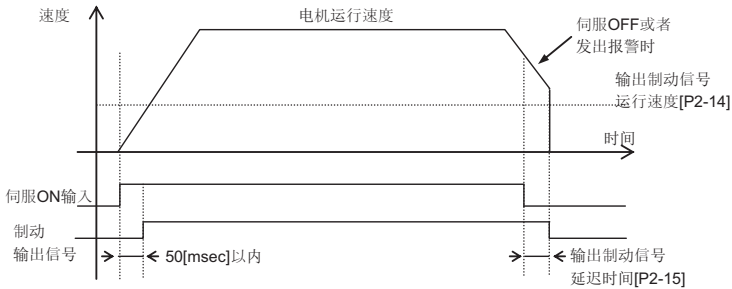 速度
电机运行速度
伺服OFF或者
发出报警时
输出制动信号
运行速度[P2-14]
时间
伺服ON输入
制动
输出信号
50[msec]以内
输出制动信号
延迟时间[P2-15]